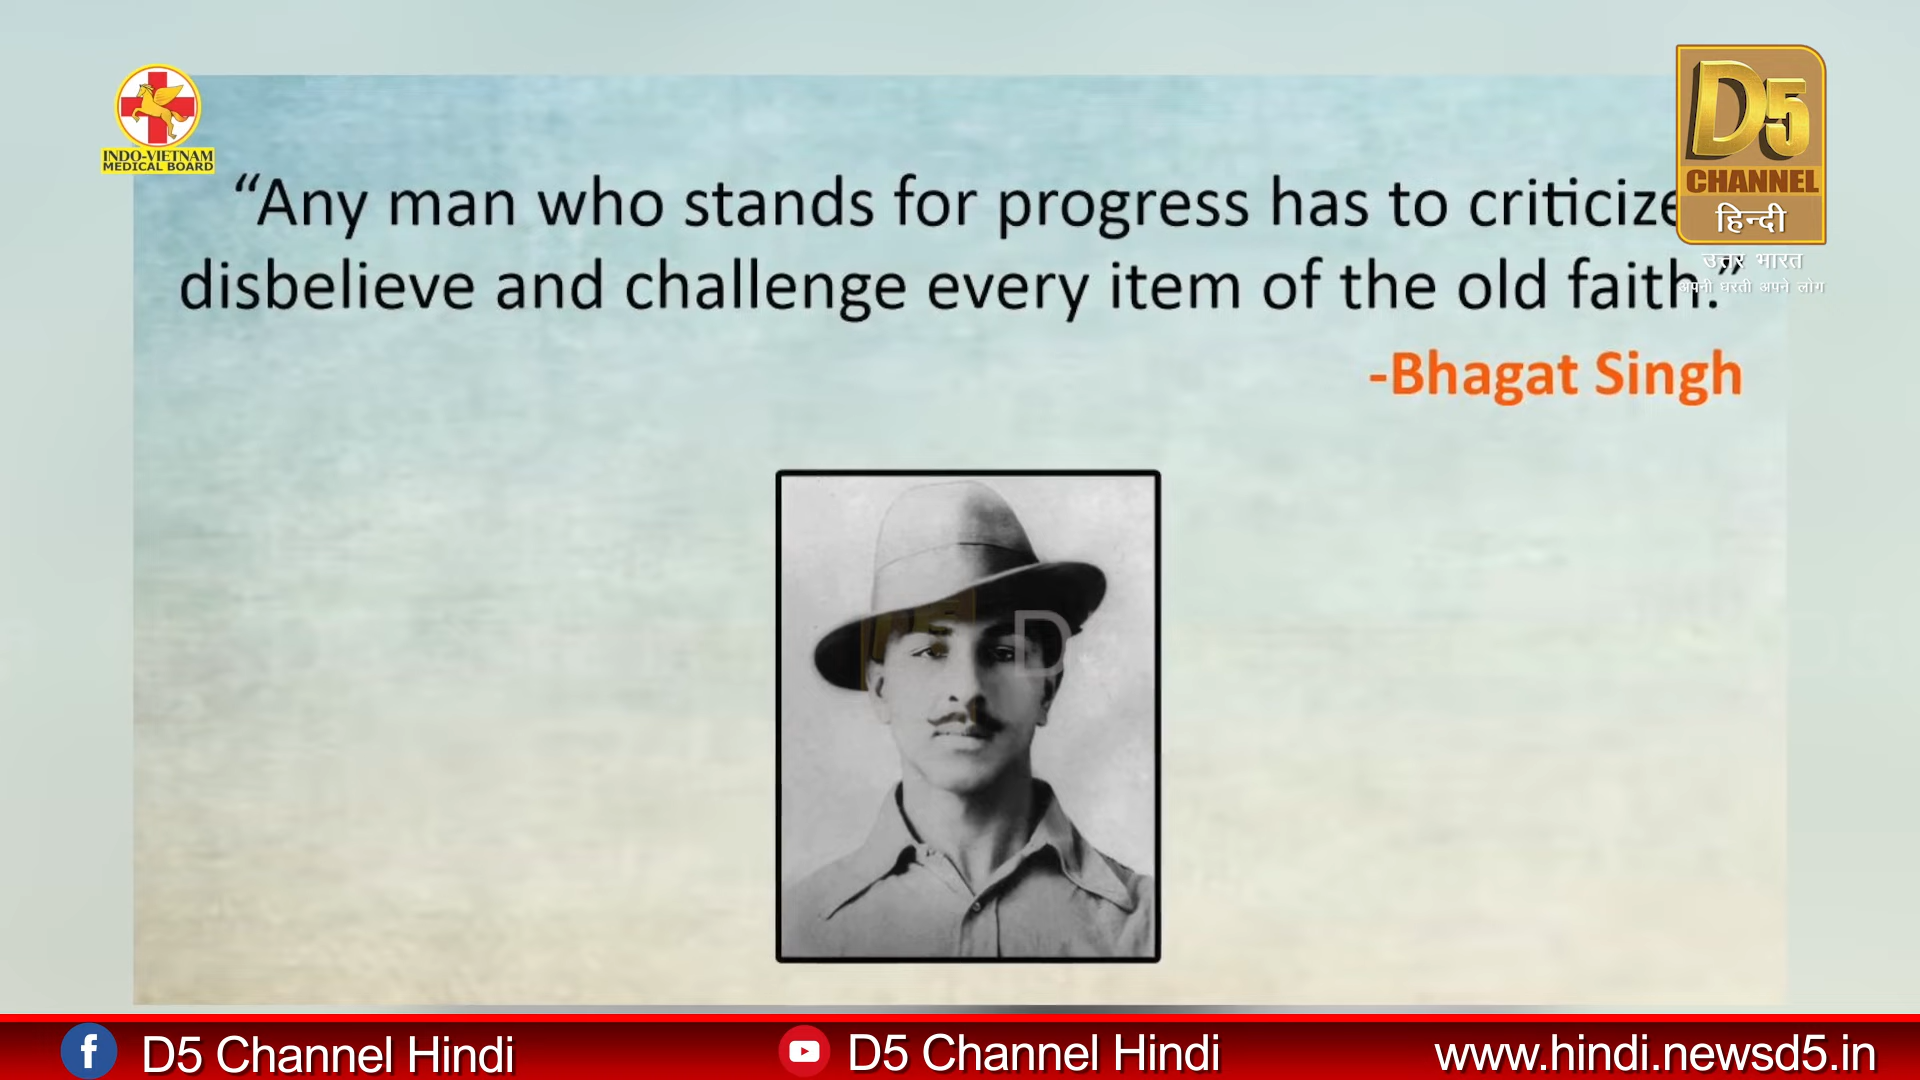 INDO-VIETNAM
MEDICAL BOARD
D5
CHANNEL
हिन्दी
उत्तर भारत
अपनी धरती अपने लोग
“Any man who stands for progress has to criticize
disbelieve and challenge every item of the old faith.”
-Bhagat Singh
D
D5 Channel Hindi
D5 Channel Hindi
www.hindi.newsd5.in